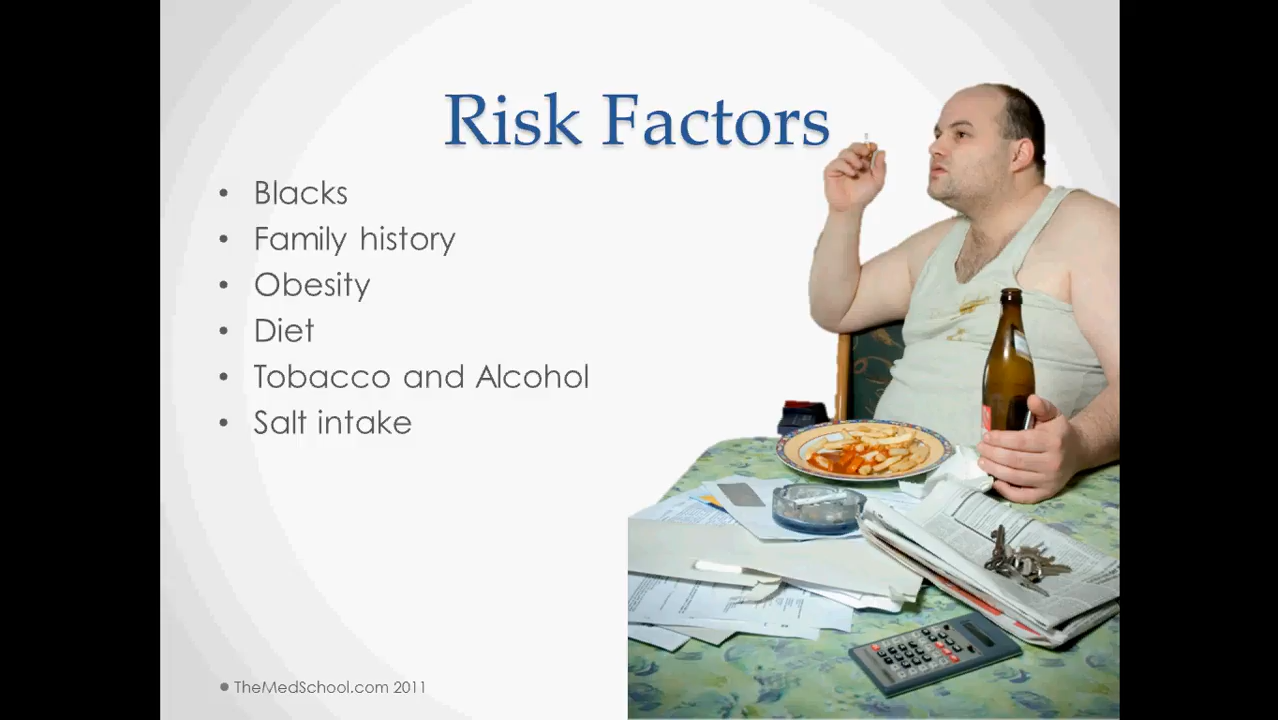 Risk Factors
• Blacks
• Family history
• Obesity
• Diet
• Tobacco and Alcohol
• Salt intake
• TheMedSchool.com 2011